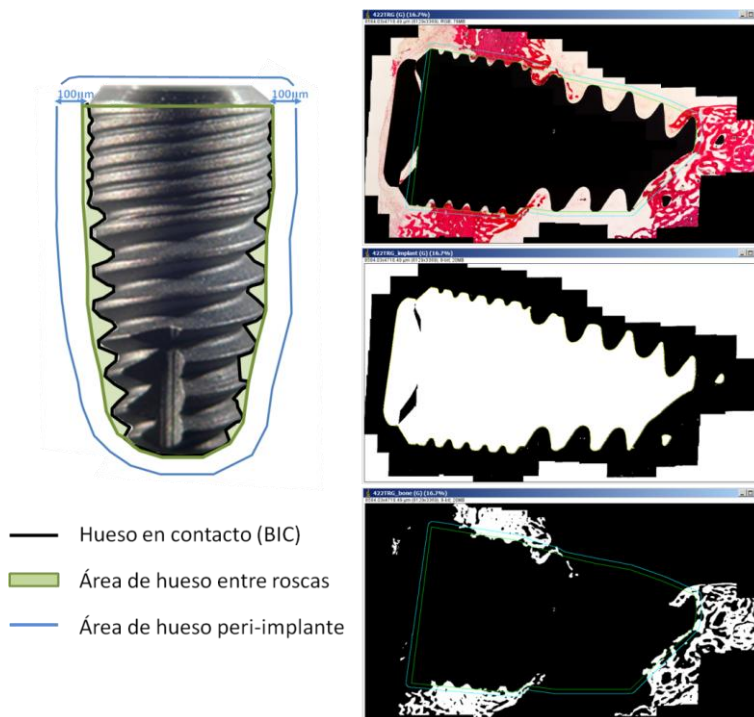 100µm
100µm
Hueso en contacto (BIC)
Área de hueso entre roscas
Área de hueso peri-implante
422TRG (G) (16.7%)
422TRG_implant (G) (16.7%)
422TRG_bone (G) (16.7%)